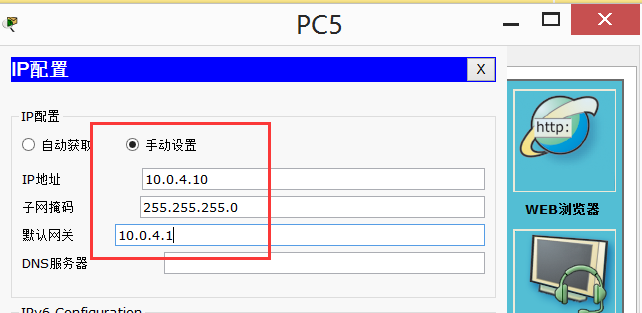 PC5
IP配置
X
IP配置
自动获取
手动设置
IP地址
10.0.4.10
子网掩码
255.255.255.0
默认网关
10.0.4.1
DNS服务器
http:
WEB浏览器
IPv6 Configuration